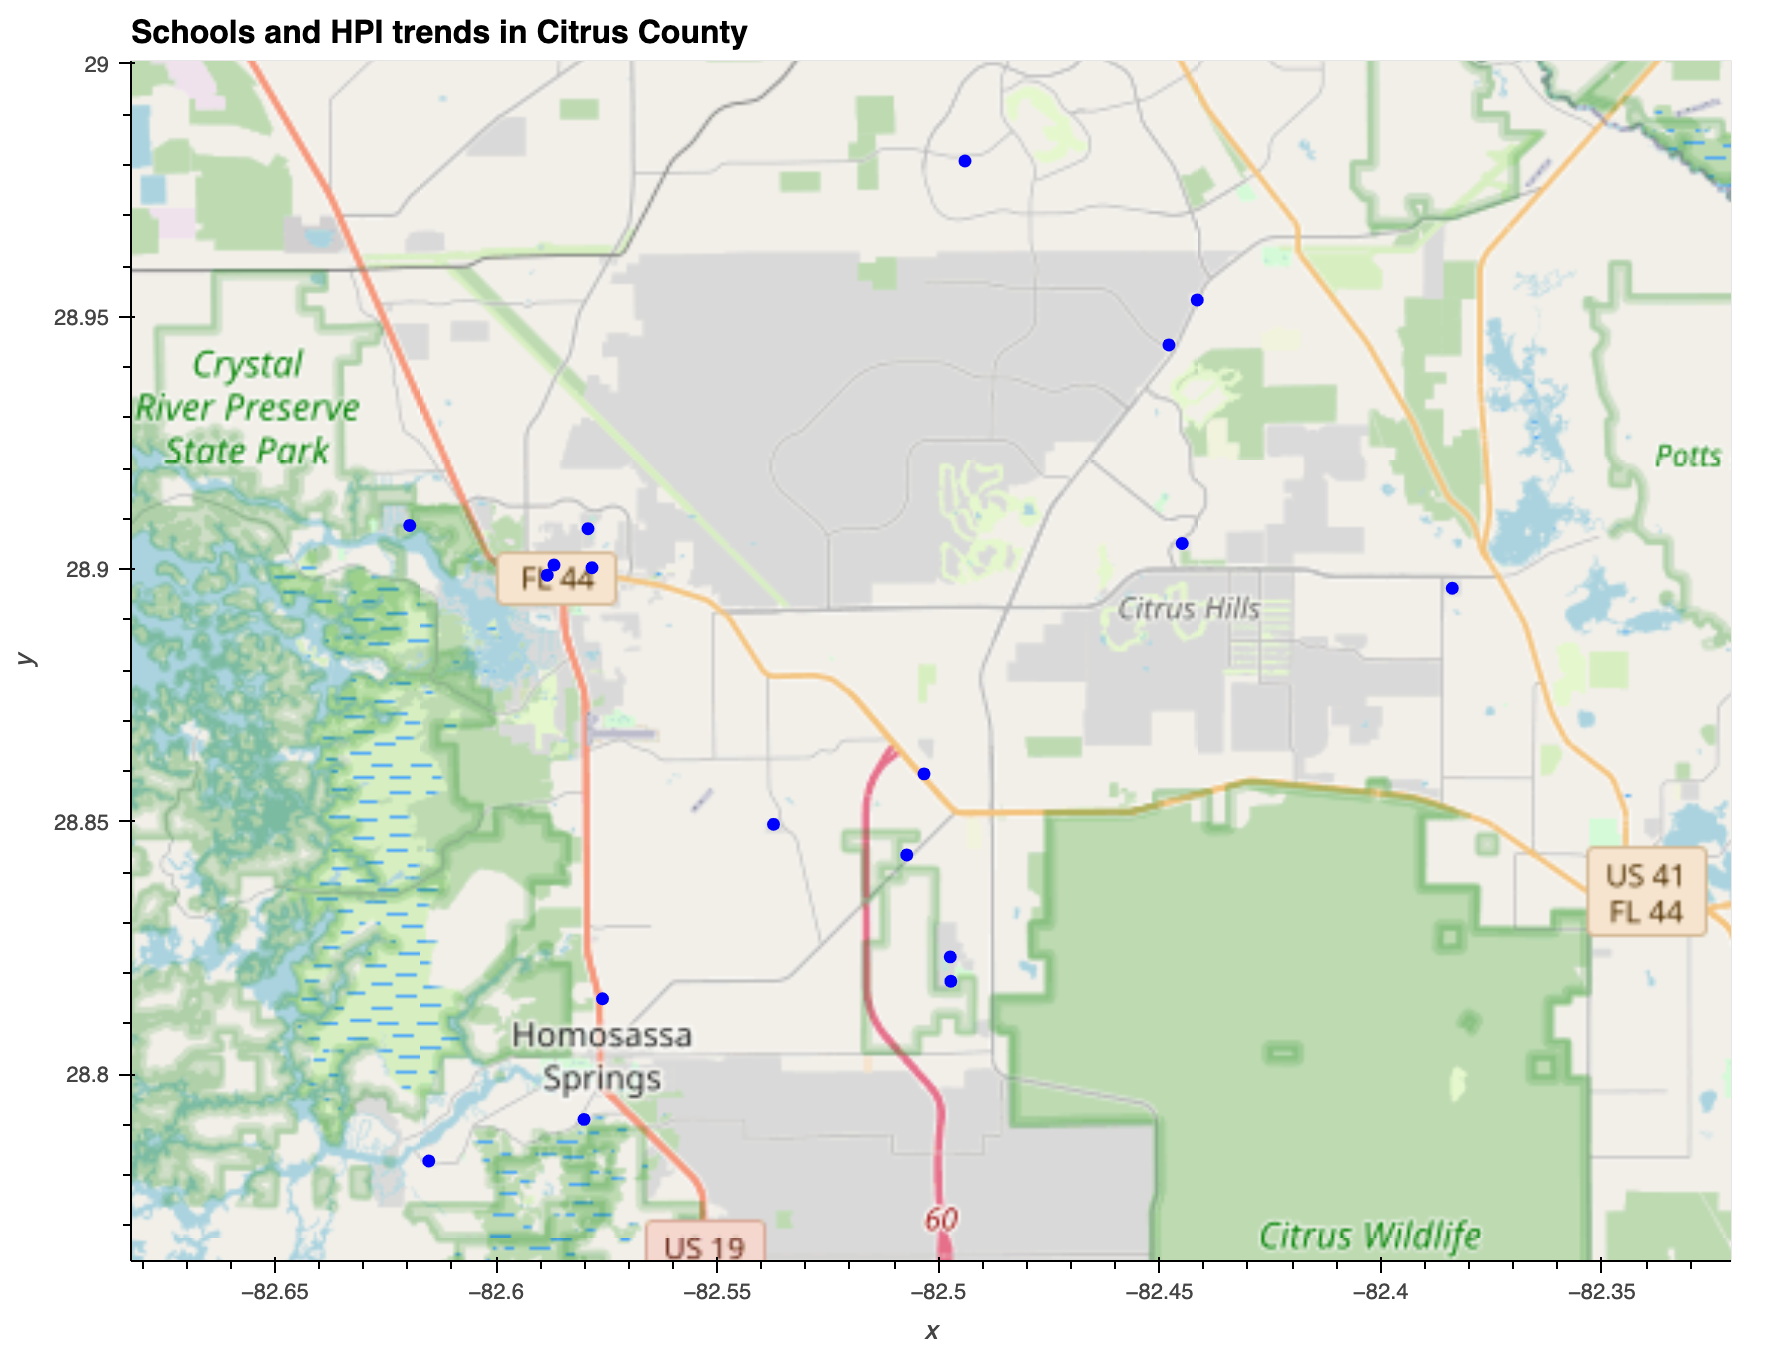 Schools and HPI trends in Citrus County
29
28.95
28.9
28.85
28.8
y
Crystal
River Preserve
State Park
Potts
FL 44
Citrus Hills
US 41
FL 44
Homosassa
Springs
60
US 19
Citrus Wildlife
−82.65
−82.6
−82.55
−82.5
−82.45
−82.4
−82.35
x